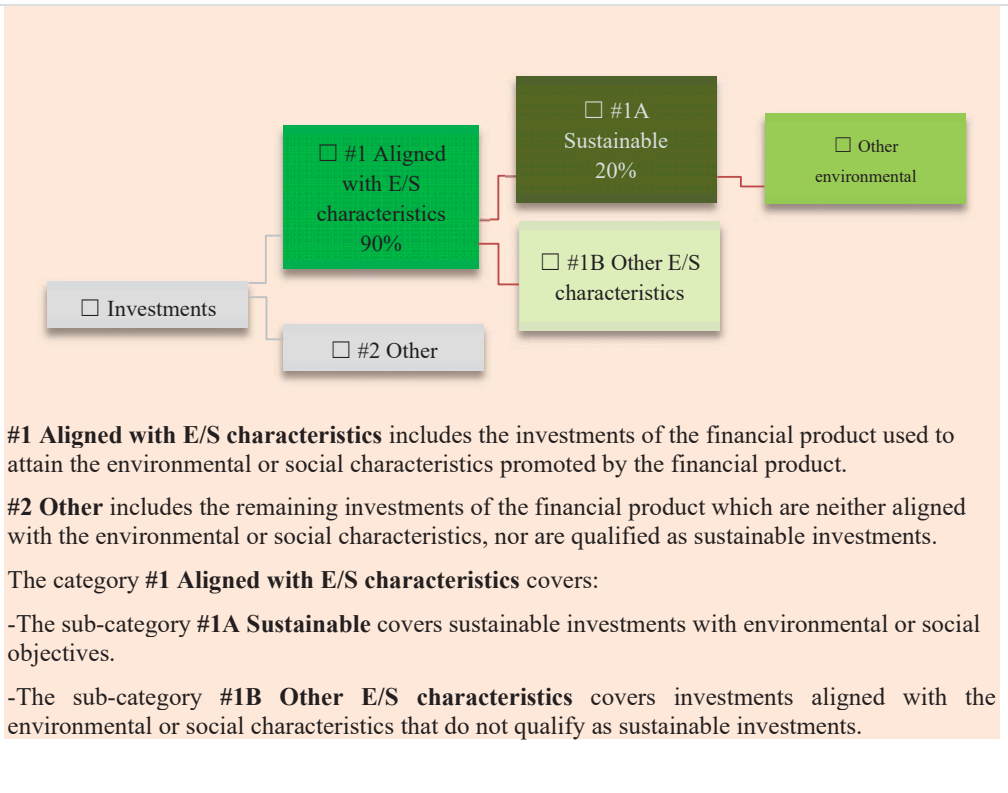 ☐ #1A
Sustainable
20%
☐ Other
environmental
☐ #1 Aligned
with E/S
characteristics
90%
☐ #1B Other E/S
characteristics
☐ Investments
☐ #2 Other
#1 Aligned with E/S characteristics includes the investments of the financial product used to
attain the environmental or social characteristics promoted by the financial product.
#2 Other includes the remaining investments of the financial product which are neither aligned
with the environmental or social characteristics, nor are qualified as sustainable investments.
The category #1 Aligned with E/S characteristics covers:
-The sub-category #1A Sustainable covers sustainable investments with environmental or social
objectives.
-The sub-category #1B Other E/S characteristics covers investments aligned with the
environmental or social characteristics that do not qualify as sustainable investments.